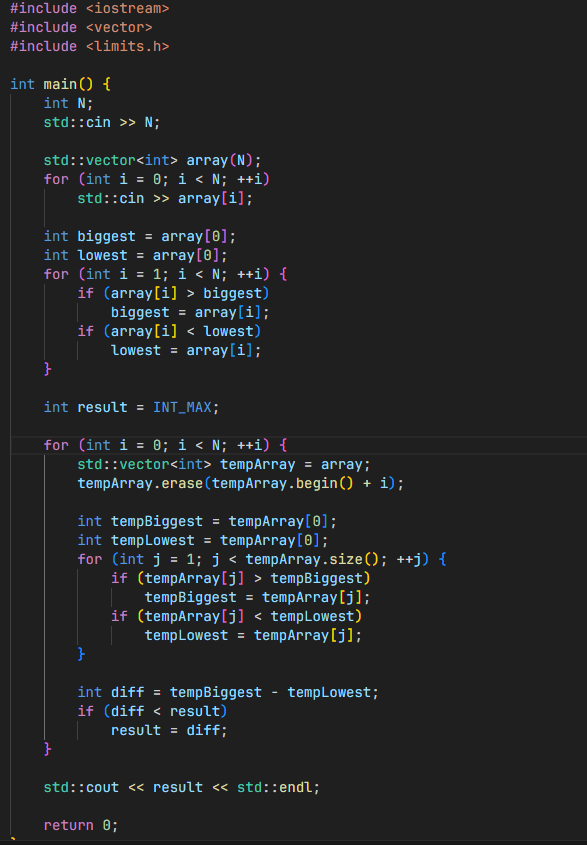 #include <iostream>
#include <vector>
#include <limits.h>
int main() {
    int N;
    std::cin >> N;
    std::vector<int> array(N);
    for (int i = 0; i < N; ++i)
        std::cin >> array[i];
    int biggest = array[0];
    int lowest = array[0];
    for (int i = 1; i < N; ++i) {
        if (array[i] > biggest)
            biggest = array[i];
        if (array[i] < lowest)
            lowest = array[i];
    }
    int result = INT_MAX;
    for (int i = 0; i < N; ++i) {
        std::vector<int> tempArray = array;
        tempArray.erase(tempArray.begin() + i);
        int tempBiggest = tempArray[0];
        int tempLowest = tempArray[0];
        for (int j = 1; j < tempArray.size(); ++j) {
            if (tempArray[j] > tempBiggest)
                tempBiggest = tempArray[j];
            if (tempArray[j] < tempLowest)
                tempLowest = tempArray[j];
        }
        int diff = tempBiggest - tempLowest;
        if (diff < result)
            result = diff;
    }
    std::cout << result << std::endl;
    return 0;